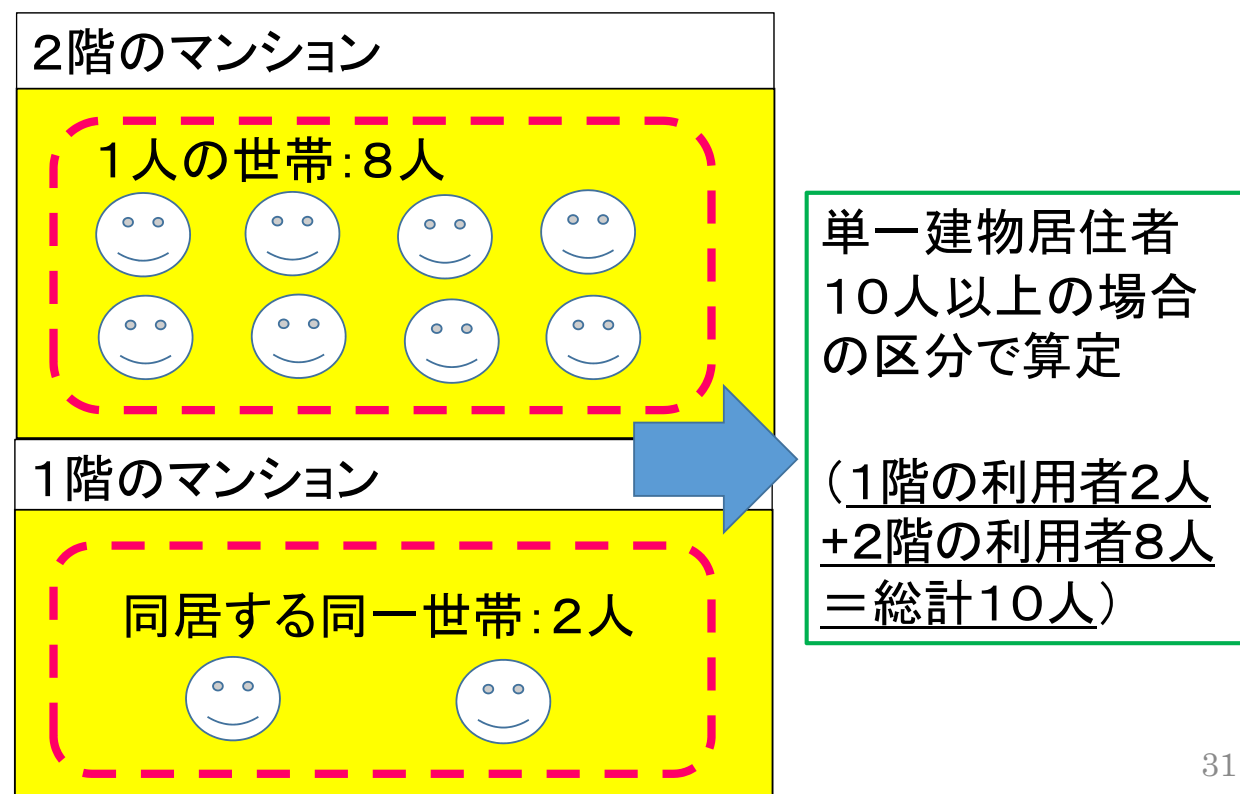 ２階のマンション
１人の世帯：８人
１階のマンション
同居する同一世帯：２人
単一建物居住者
１０人以上の場合
の区分で算定
（１階の利用者２人
+２階の利用者８人
＝総計１０人）
31